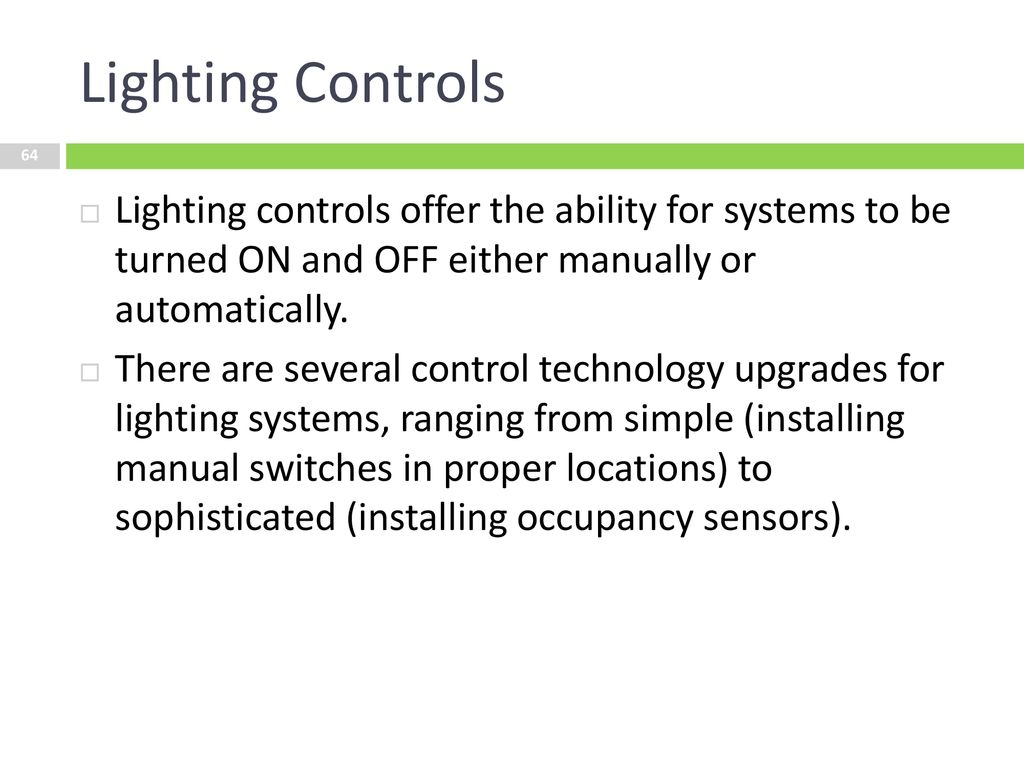 Lighting Controls
64
Lighting controls offer the ability for systems to be
turned ON and OFF either manually or
automatically.
There are several control technology upgrades for
lighting systems, ranging from simple (installing
manual switches in proper locations) to
sophisticated (installing occupancy sensors).